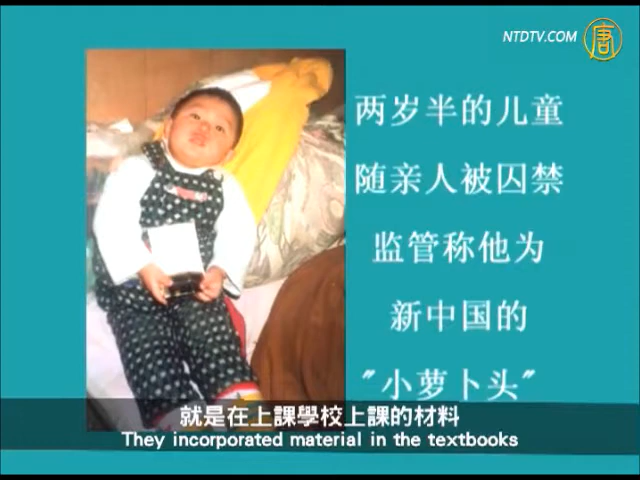 NTDTV.COM 唐
两岁半的儿童
随亲人被囚禁
监管称他为
新中国的
"小萝卜头"
就是在上課學校上課的材料
They incorporated material in the textbooks